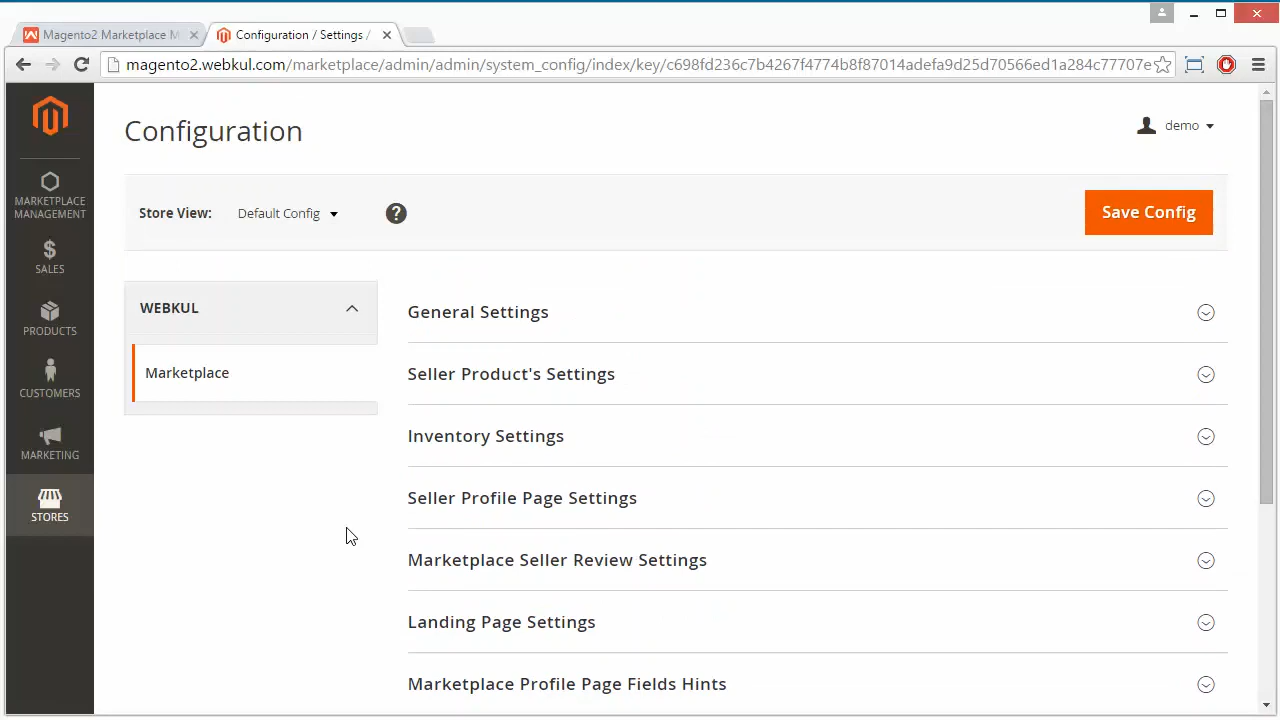 Magento2 Marketplace M
Configuration / Settings /
magento2.webkul.com/marketplace/admin/admin/system_config/index/key/c698fd236c7b4267f4774b8f87014adefa9d25d70566ed1a284c77707e
Configuration
demo
MARKETPLACE
MANAGEMENT
SALES
PRODUCTS
CUSTOMERS
MARKETING
STORES
Store View: Default Config ?
Save Config
WEBKUL
Marketplace
General Settings
Seller Product's Settings
Inventory Settings
Seller Profile Page Settings
Marketplace Seller Review Settings
Landing Page Settings
Marketplace Profile Page Fields Hints